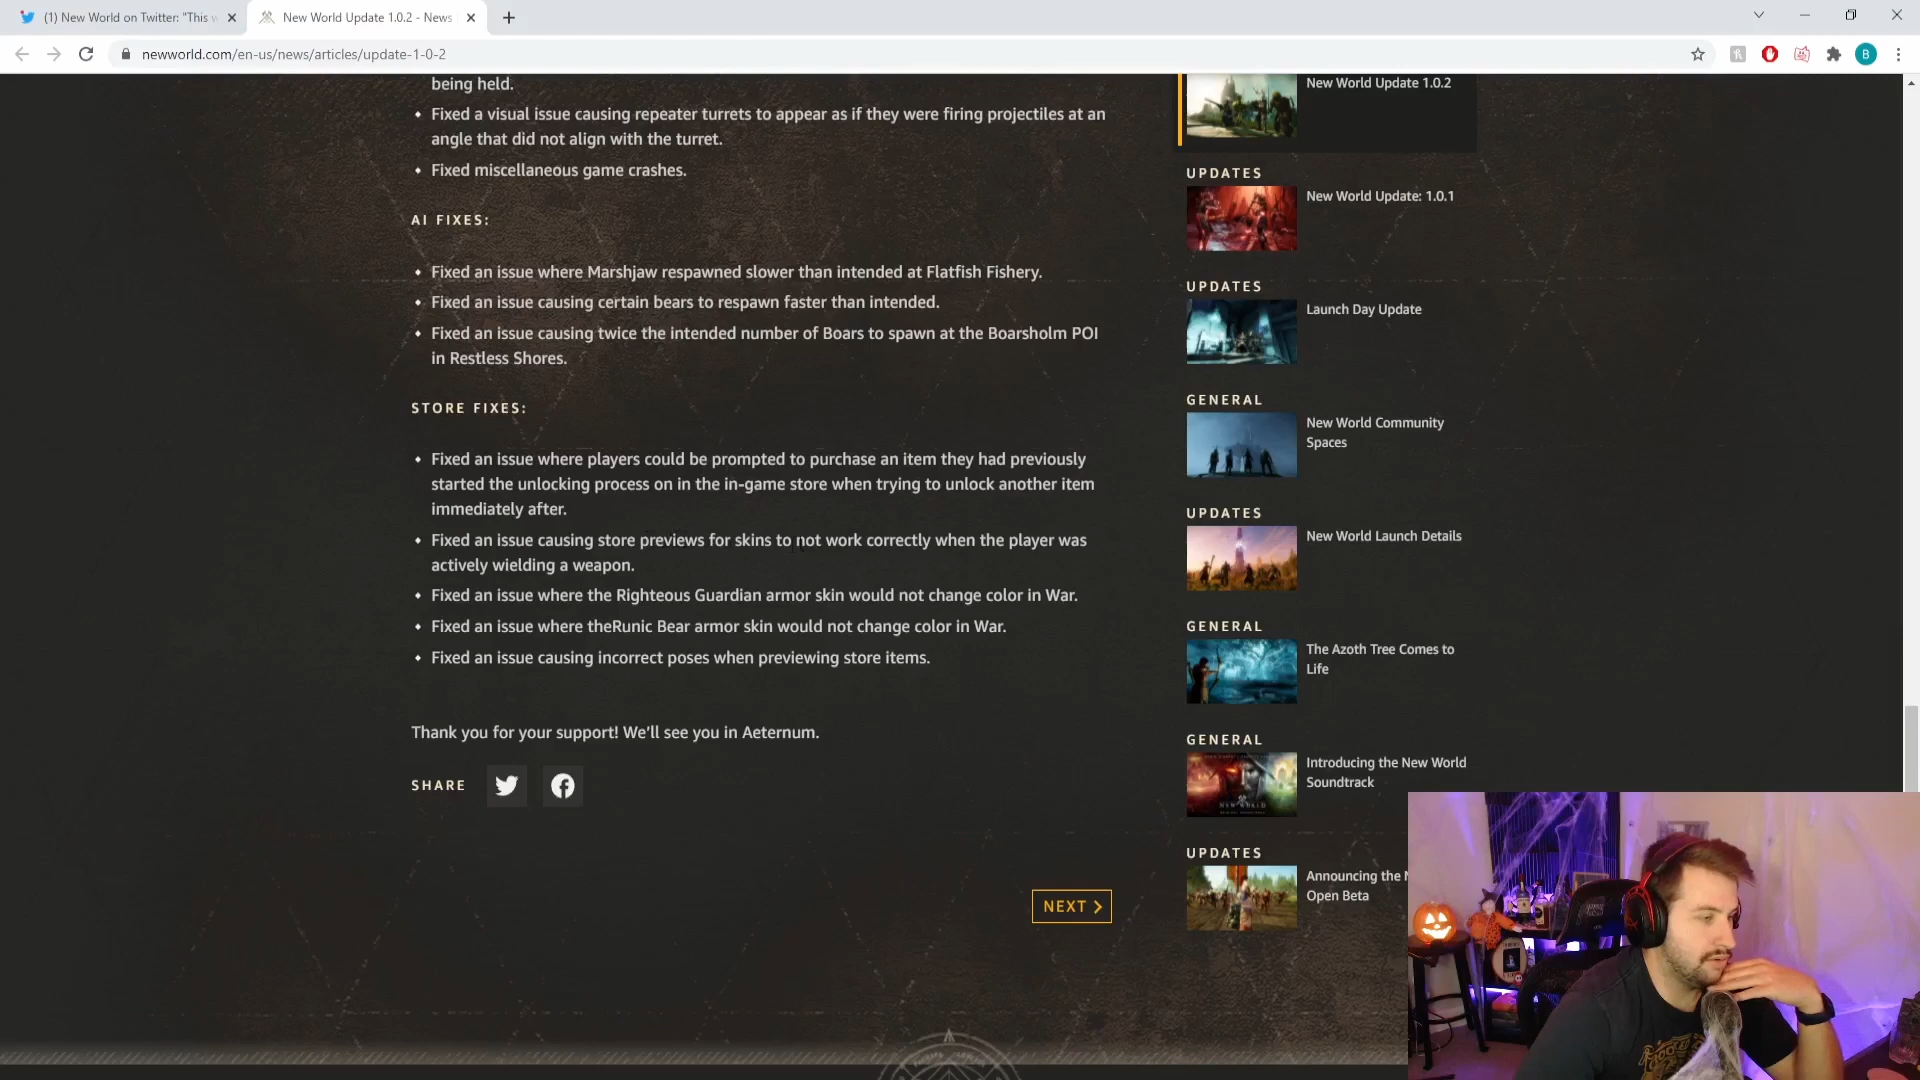 (1) New World on Twitter: "This w
New World Update 1.0.2 - News
newworld.com/en-us/news/articles/update-1-0-2
B
being held.
Fixed a visual issue causing repeater turrets to appear as if they were firing projectiles at an
angle that did not align with the turret.
Fixed miscellaneous game crashes.
AI FIXES:
Fixed an issue where Marshjaw respawned slower than intended at Flatfish Fishery.
Fixed an issue causing certain bears to respawn faster than intended.
Fixed an issue causing twice the intended number of Boars to spawn at the Boarsholm POI
in Restless Shores.
STORE FIXES:
Fixed an issue where players could be prompted to purchase an item they had previously
started the unlocking process on in the in-game store when trying to unlock another item
immediately after.
Fixed an issue causing store previews for skins to not work correctly when the player was
actively wielding a weapon.
Fixed an issue where the Righteous Guardian armor skin would not change color in War.
Fixed an issue where theRunic Bear armor skin would not change color in War.
Fixed an issue causing incorrect poses when previewing store items.
Thank you for your support! We'll see you in Aeternum.
SHARE
NEXT
New World Update 1.0.2
UPDATES
New World Update: 1.0.1
UPDATES
Launch Day Update
GENERAL
New World Community
Spaces
UPDATES
New World Launch Details
GENERAL
The Azoth Tree Comes to
Life
GENERAL
Introducing the New World
Soundtrack
NEW WORLD
UPDATES
Announcing the
Open Beta